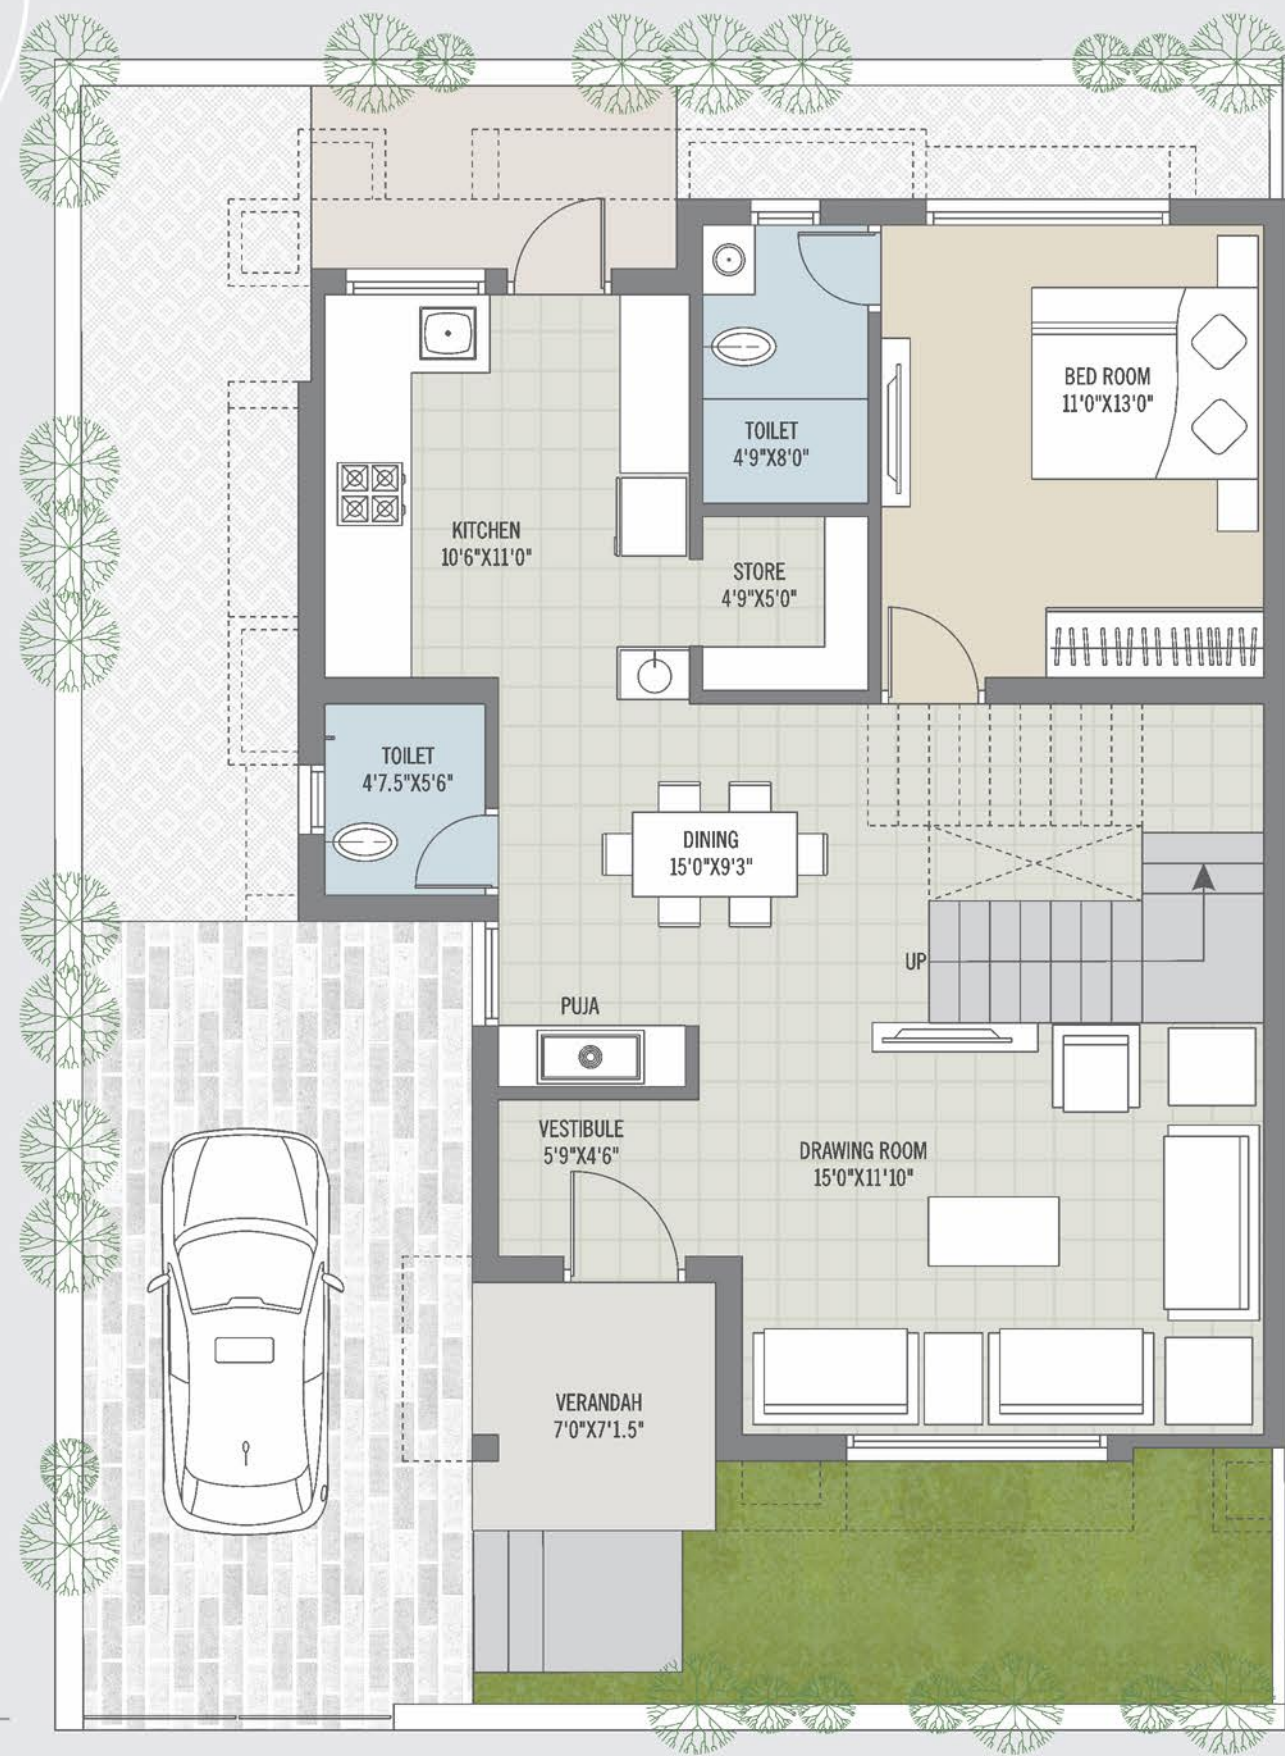 BED ROOM
11'0"X13'0"
TOILET
4'9"X8'0"
KITCHEN
10'6"X11'0"
STORE
4'9"X5'0"
TOILET
4'7.5"X5'6"
DINING
15'0"X9'3"
UP
PUJA
VESTIBULE
5'9"X4'6"
DRAWING ROOM
15'0"X11'10"
VERANDAH
7'0"X7'1.5"